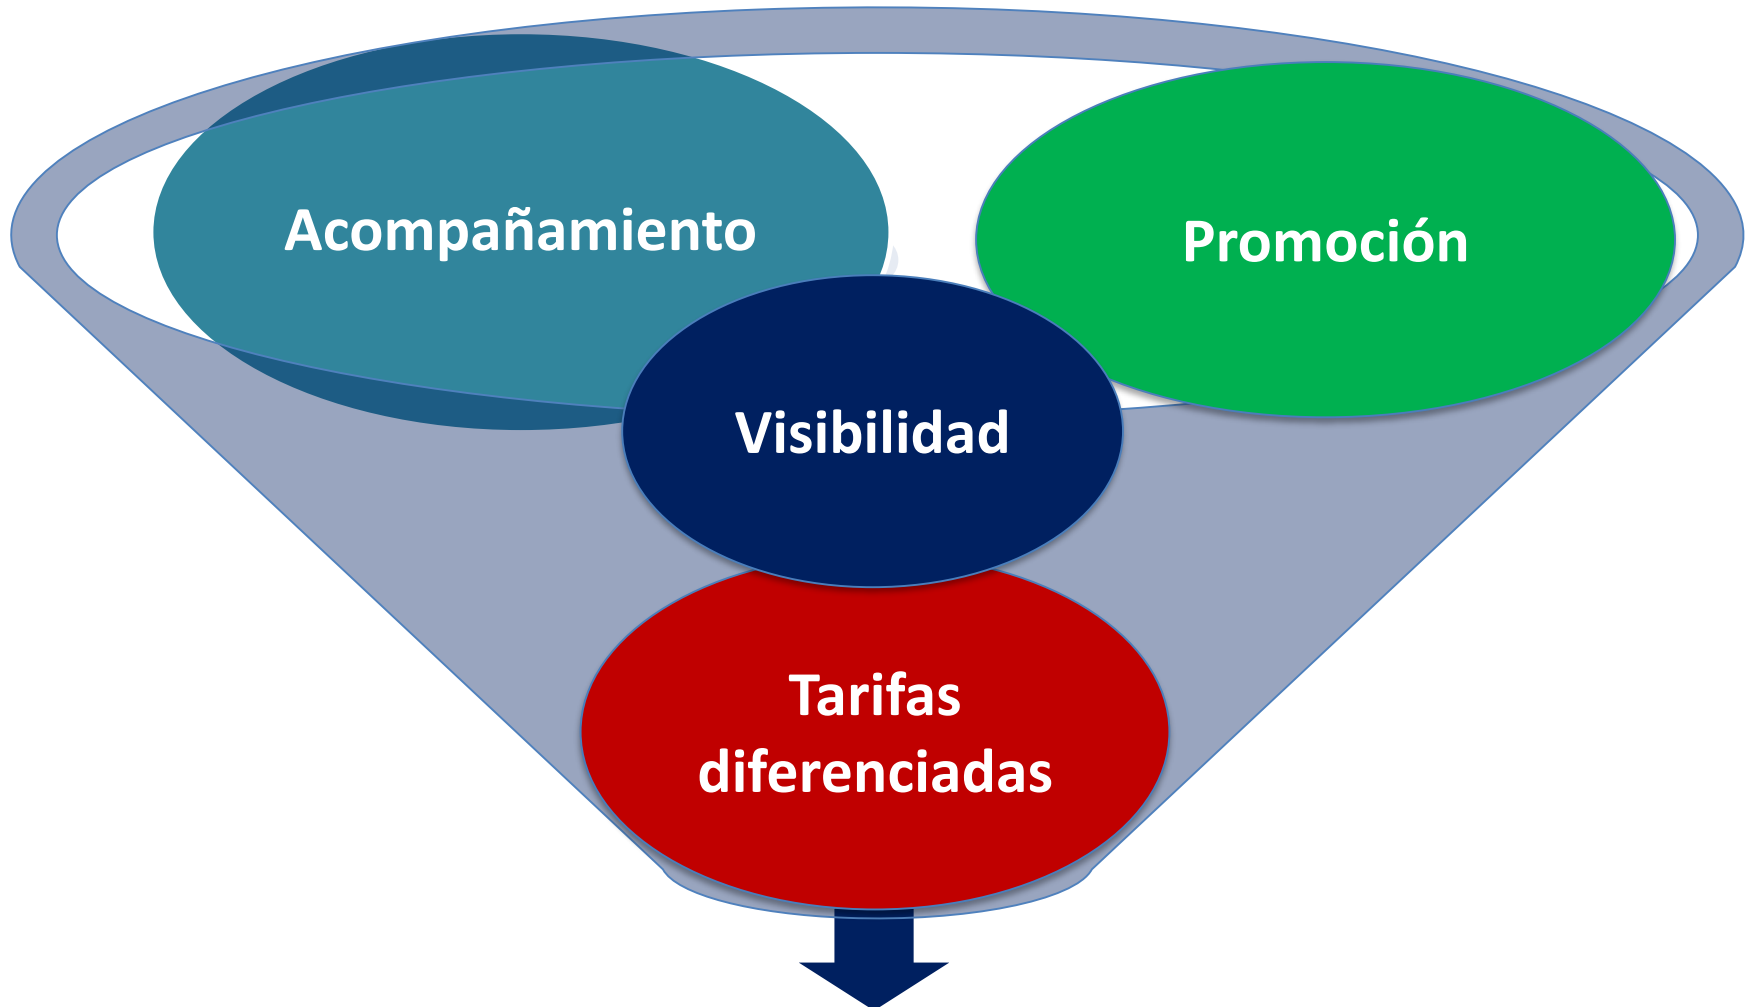 Acompañamiento
Promoción
Visibilidad
Tarifas
diferenciadas